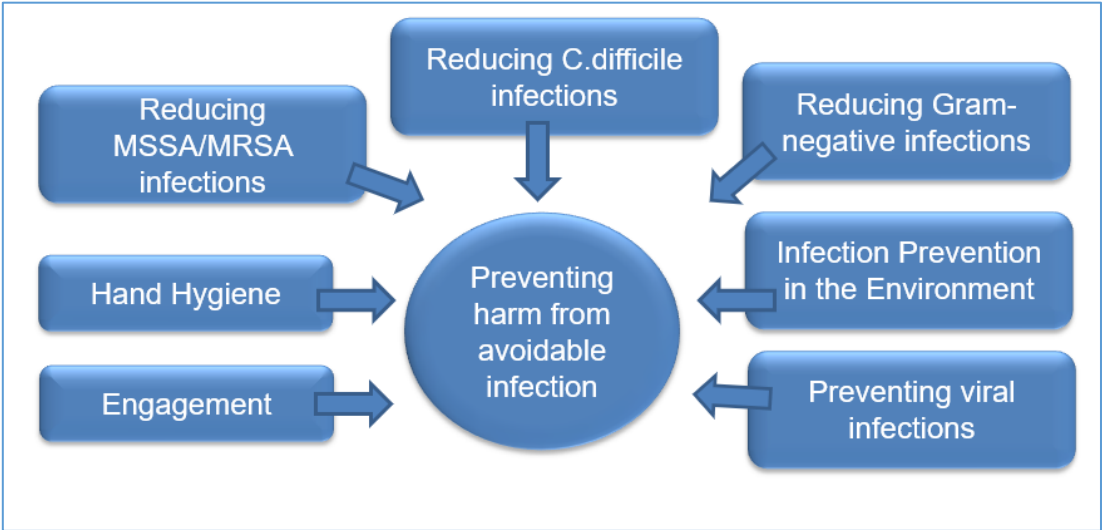 Reducing C.difficile
infections
Reducing
MSSA/MRSA
infections
Reducing Gram-
negative infections
Hand Hygiene
Preventing
harm from
avoidable
infection
Infection Prevention
in the Environment
Engagement
Preventing viral
infections